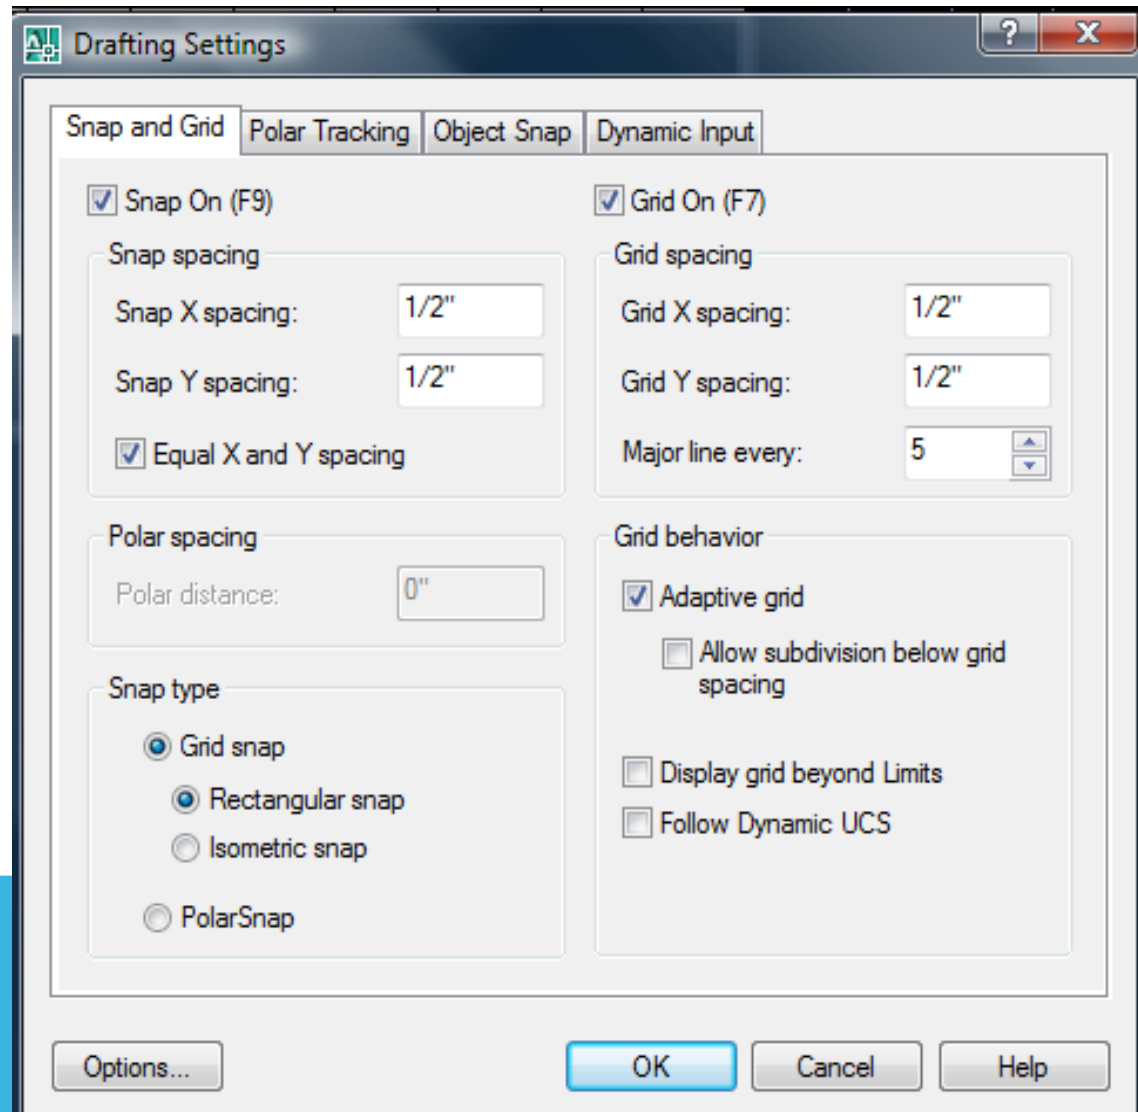 Drafting Settings
Snap and Grid
Polar Tracking
Object Snap
Dynamic Input
Snap On (F9)
Snap spacing
Snap X spacing: 1/2"
Snap Y spacing: 1/2"
Equal X and Y spacing
Polar spacing
Polar distance: 0"
Snap type
Grid snap
Rectangular snap
Isometric snap
PolarSnap
Grid On (F7)
Grid spacing
Grid X spacing: 1/2"
Grid Y spacing: 1/2"
Major line every: 5
Grid behavior
Adaptive grid
Allow subdivision below grid
spacing
Display grid beyond Limits
Follow Dynamic UCS
Options...
OK
Cancel
Help